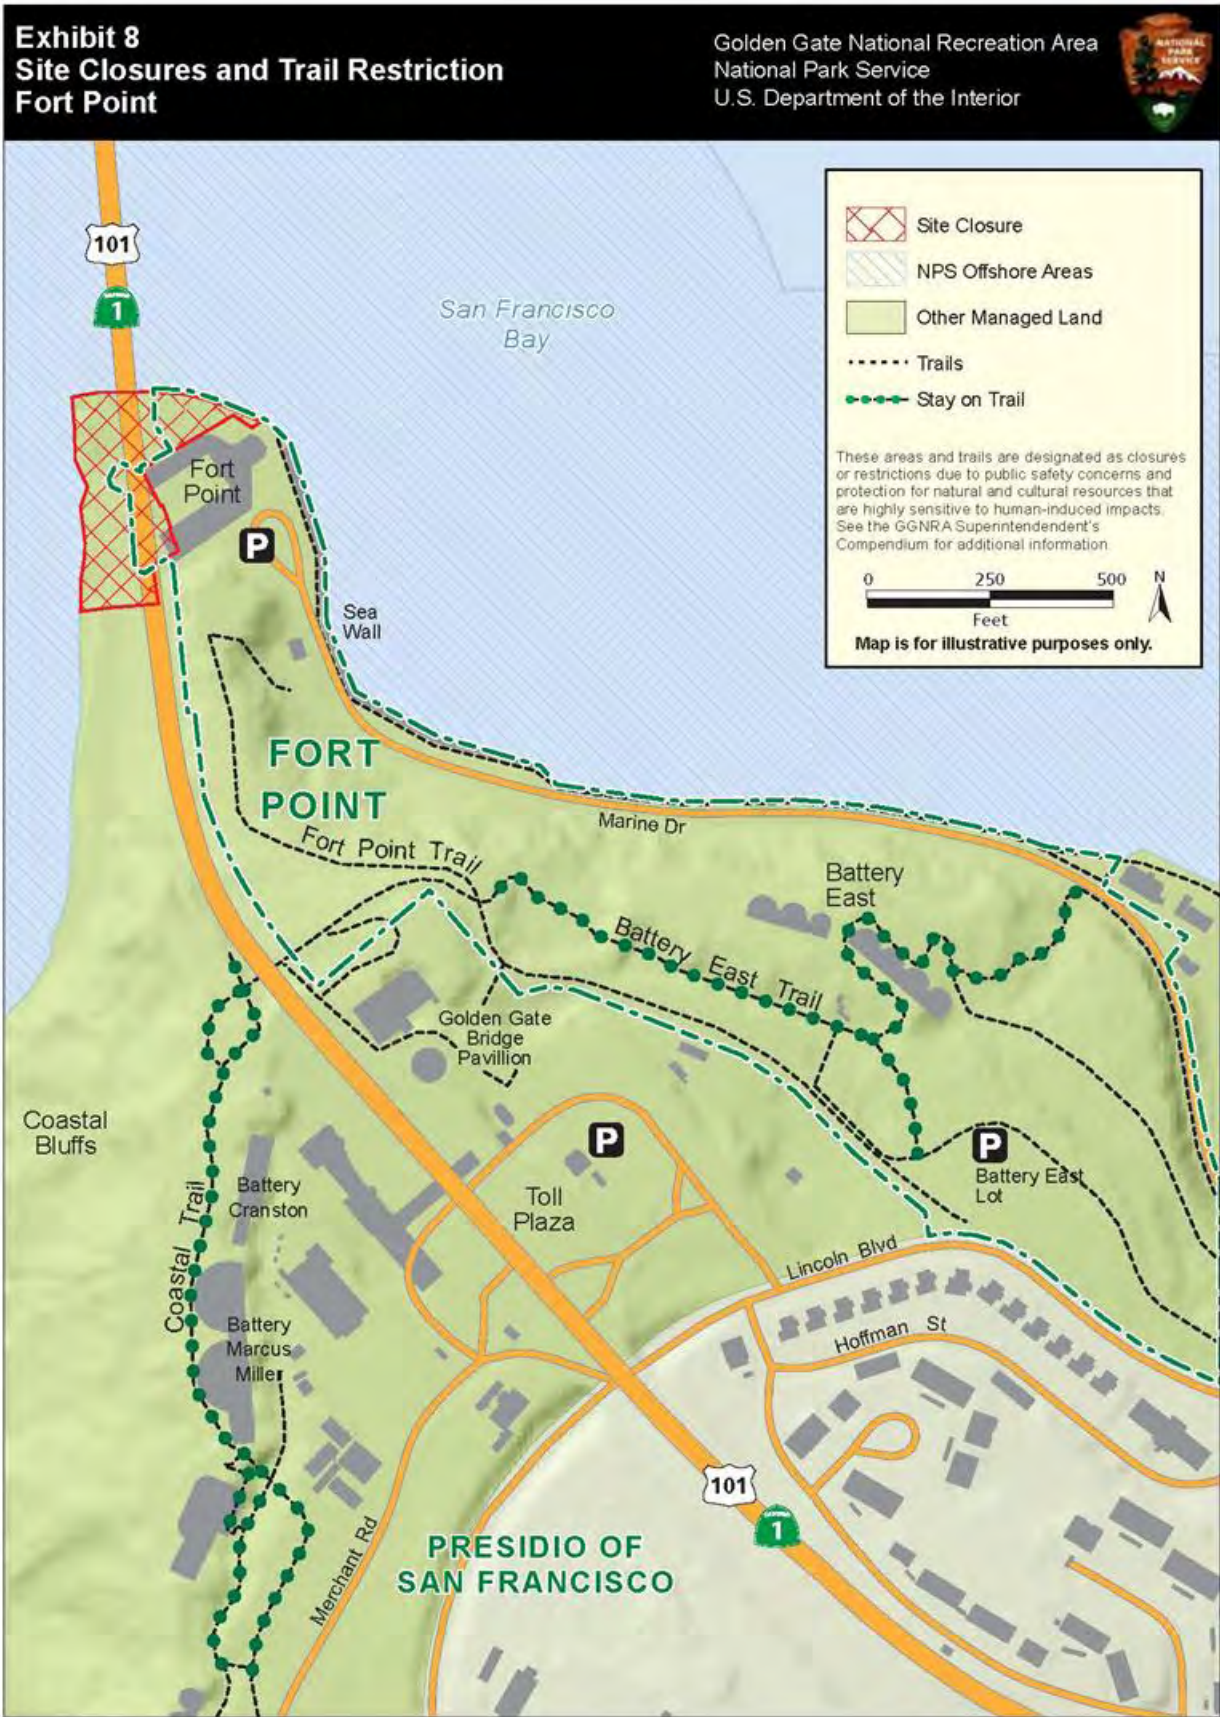 Exhibit 8
Site Closures and Trail Restriction
Fort Point
Golden Gate National Recreation Area
National Park Service
U.S. Department of the Interior
NATIONAL
PARK
SERVICE
Site Closure
NPS Offshore Areas
Other Managed Land
Trails
Stay on Trail
These areas and trails are designated as closures
or restrictions due to public safety concerns and
protection for natural and cultural resources that
are highly sensitive to human-induced impacts.
See the GGNRA Superintendendent's
Compendium for additional information
0 250 500
N
Feet
Map is for illustrative purposes only.
101
1
San Francisco
Bay
Fort
Point
P
Sea
Wall
FORT
POINT
Marine Dr
Fort Point Trail
Battery
East
Battery East Trail
Golden Gate
Bridge
Pavillion
Coastal
Bluffs
P
P
Battery East
Lot
Toll
Plaza
Battery
Cranston
Coastal Trail
Lincoln Blvd
Battery
Marcus
Miller
Hoffman St
101
1
Merchant Rd
PRESIDIO OF
SAN FRANCISCO